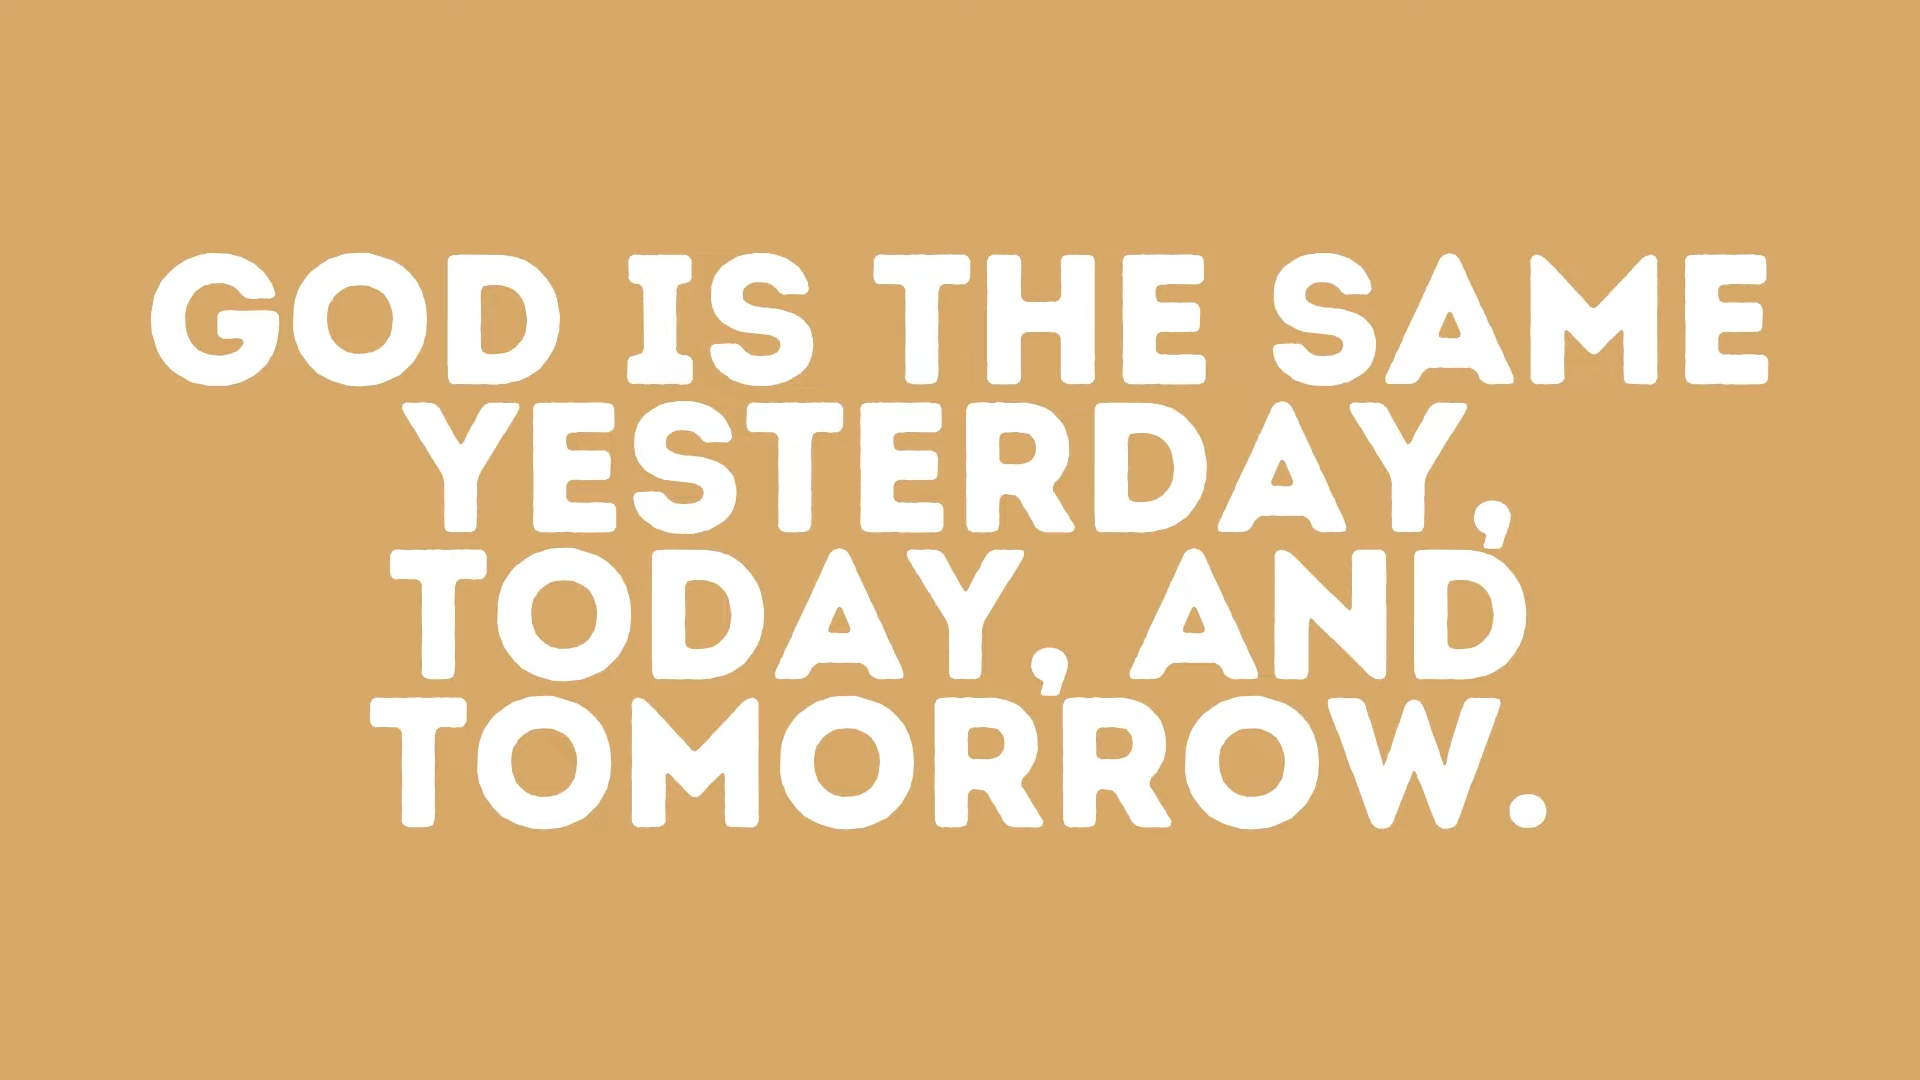 GOD IS THE SAME
YESTERDAY,
TODAY, AND
TOMORROW.